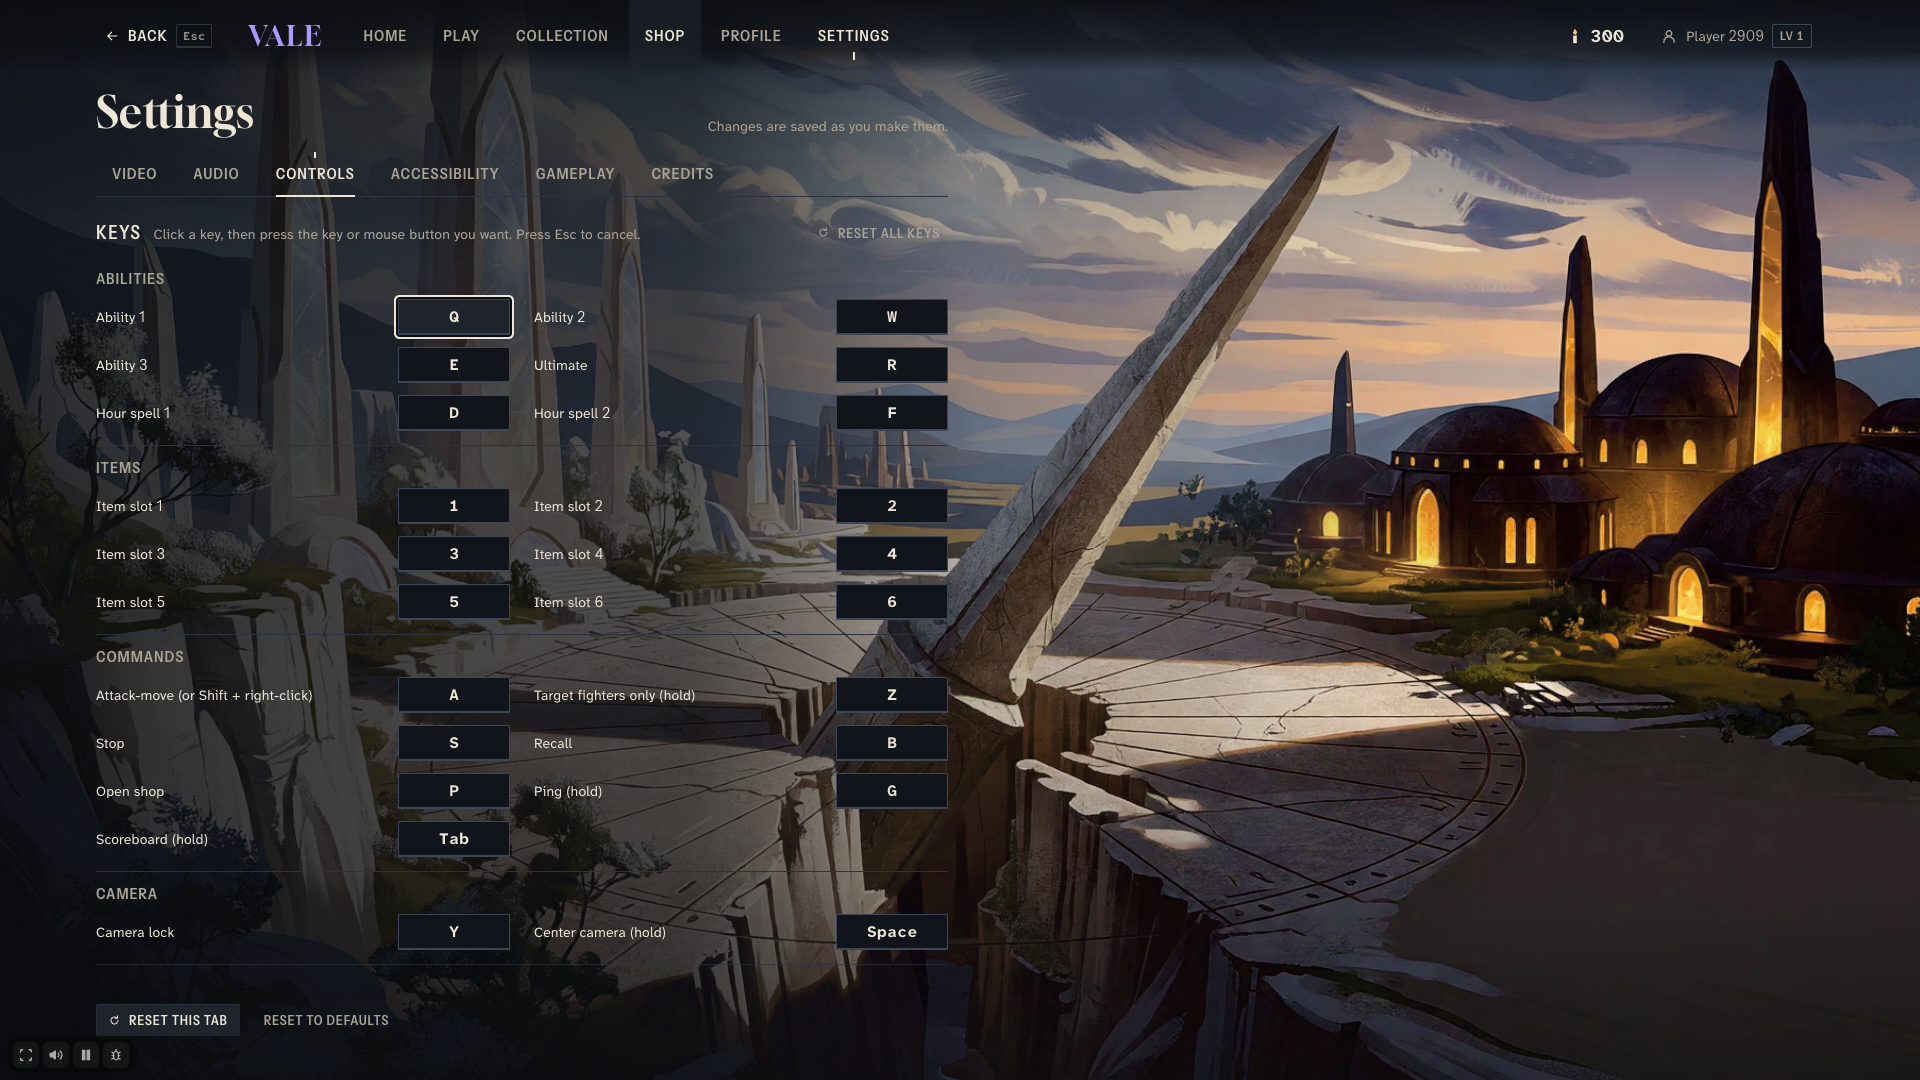 BACK Esc VALE HOME PLAY COLLECTION SHOP PROFILE SETTINGS 300 Player 2909 LV 1
Settings
Changes are saved as you make them.
VIDEO AUDIO CONTROLS ACCESSIBILITY GAMEPLAY CREDITS
KEYS Click a key, then press the key or mouse button you want. Press Esc to cancel. RESET ALL KEYS
ABILITIES
Ability 1 Q Ability 2 W
Ability 3 E Ultimate R
Hour spell 1 D Hour spell 2 F
ITEMS
Item slot 1 1 Item slot 2 2
Item slot 3 3 Item slot 4 4
Item slot 5 5 Item slot 6 6
COMMANDS
Attack-move (or Shift + right-click) A Target fighters only (hold) Z
Stop S Recall B
Open shop P Ping (hold) G
Scoreboard (hold) Tab
CAMERA
Camera lock Y Center camera (hold) Space
RESET THIS TAB RESET TO DEFAULTS